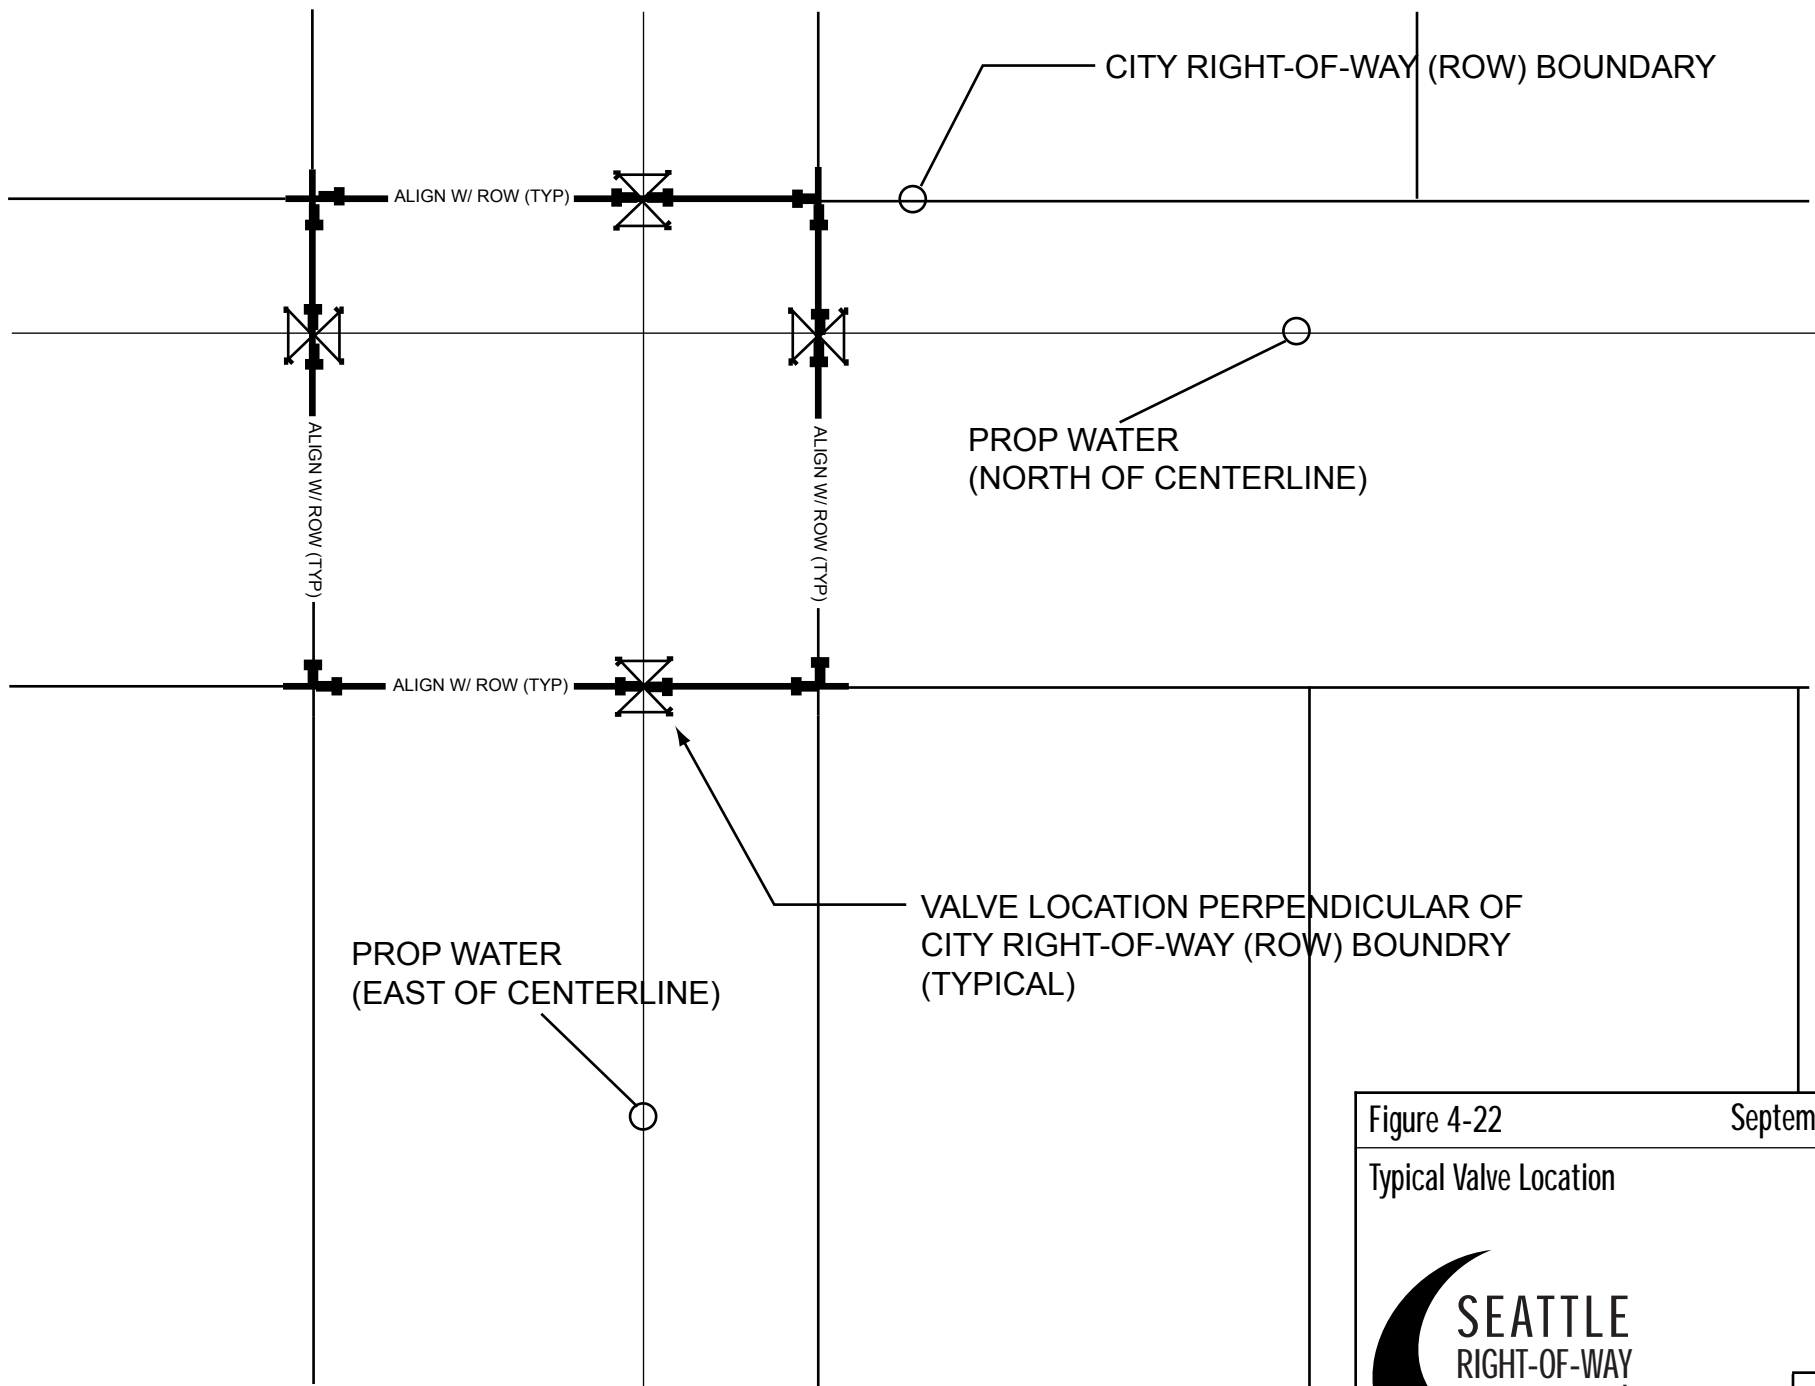 CITY RIGHT-OF-WAY (ROW) BOUNDARY
ALIGN W/ ROW (TYP)
PROP WATER
(NORTH OF CENTERLINE)
ALIGN W/ ROW (TYP)
ALIGN W/ ROW (TYP)
ALIGN W/ ROW (TYP)
VALVE LOCATION PERPENDICULAR OF
CITY RIGHT-OF-WAY (ROW) BOUNDRY
(TYPICAL)
PROP WATER
(EAST OF CENTERLINE)
Figure 4-22 Septem
Typical Valve Location
SEATTLE
RIGHT-OF-WAY